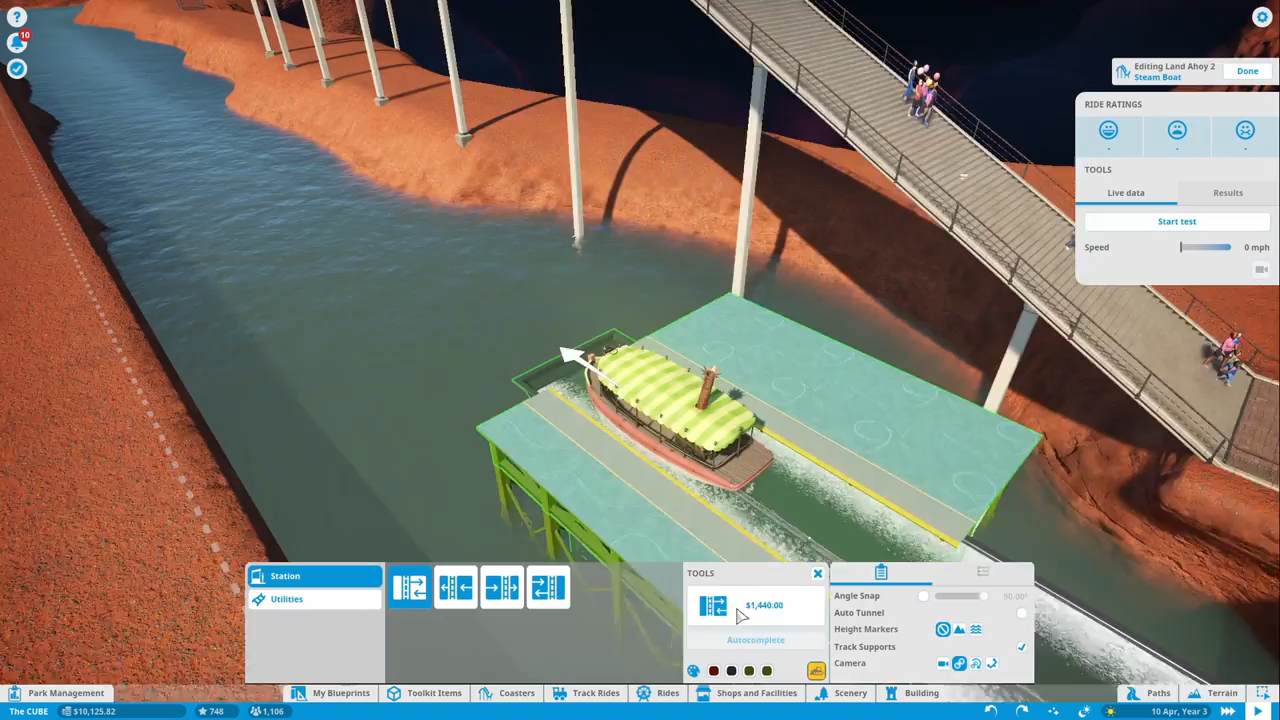 ?
10
Editing Land Ahoy 2
Steam Boat
Done
RIDE RATINGS
- - -
TOOLS
Live data Results
Start test
Speed 0 mph
Station
Utilities
TOOLS
$1,440.00
Autocomplete
Angle Snap 90.00°
Auto Tunnel
Height Markers
Track Supports
Camera
Park Management My Blueprints Toolkit Items Coasters Track Rides Rides Shops and Facilities Scenery Building Paths Terrain
The CUBE $10,125.82 748 1,106 10 Apr, Year 3